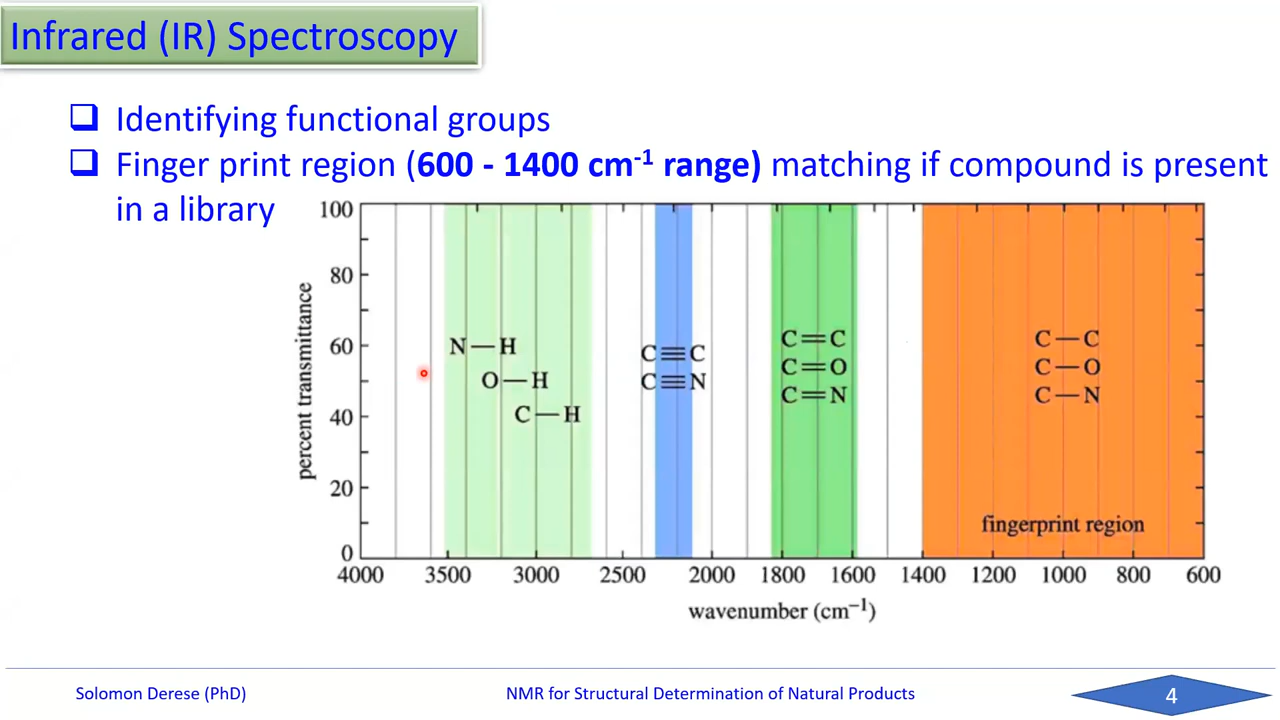 Infrared (IR) Spectroscopy
❑ Identifying functional groups
❑ Finger print region (600 - 1400 cm⁻¹ range) matching if compound is present
in a library
100
80
60
40
20
0
percent transmittance
N—H
O—H
C—H
C≡C
C≡N
C=C
C=O
C=N
C—C
C—O
C—N
fingerprint region
4000 3500 3000 2500 2000 1800 1600 1400 1200 1000 800 600
wavenumber (cm⁻¹)
Solomon Derese (PhD) NMR for Structural Determination of Natural Products 4